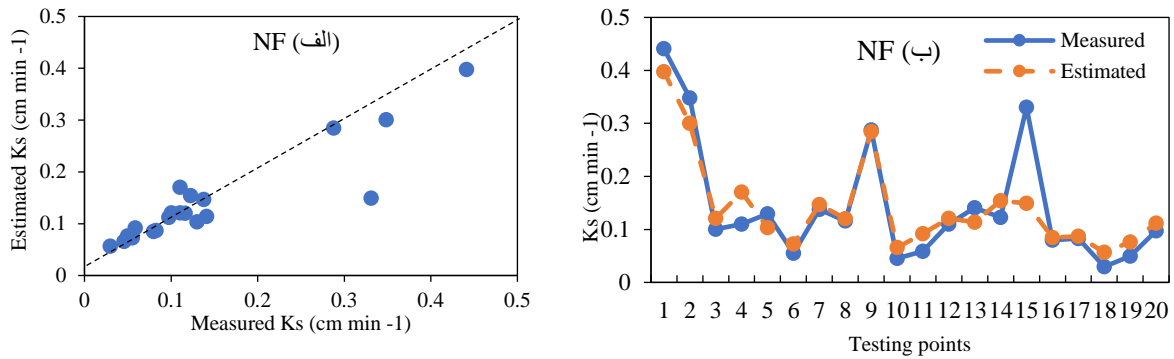 NF (الف)
Estimated Ks (cm min -1)
0.5
0.4
0.3
0.2
0.1
0
0 0.1 0.2 0.3 0.4 0.5
Measured Ks (cm min -1)
NF (ب)
Measured
Estimated
Ks (cm min -1)
0.5
0.4
0.3
0.2
0.1
0
1 2 3 4 5 6 7 8 9 10 11 12 13 14 15 16 17 18 19 20
Testing points